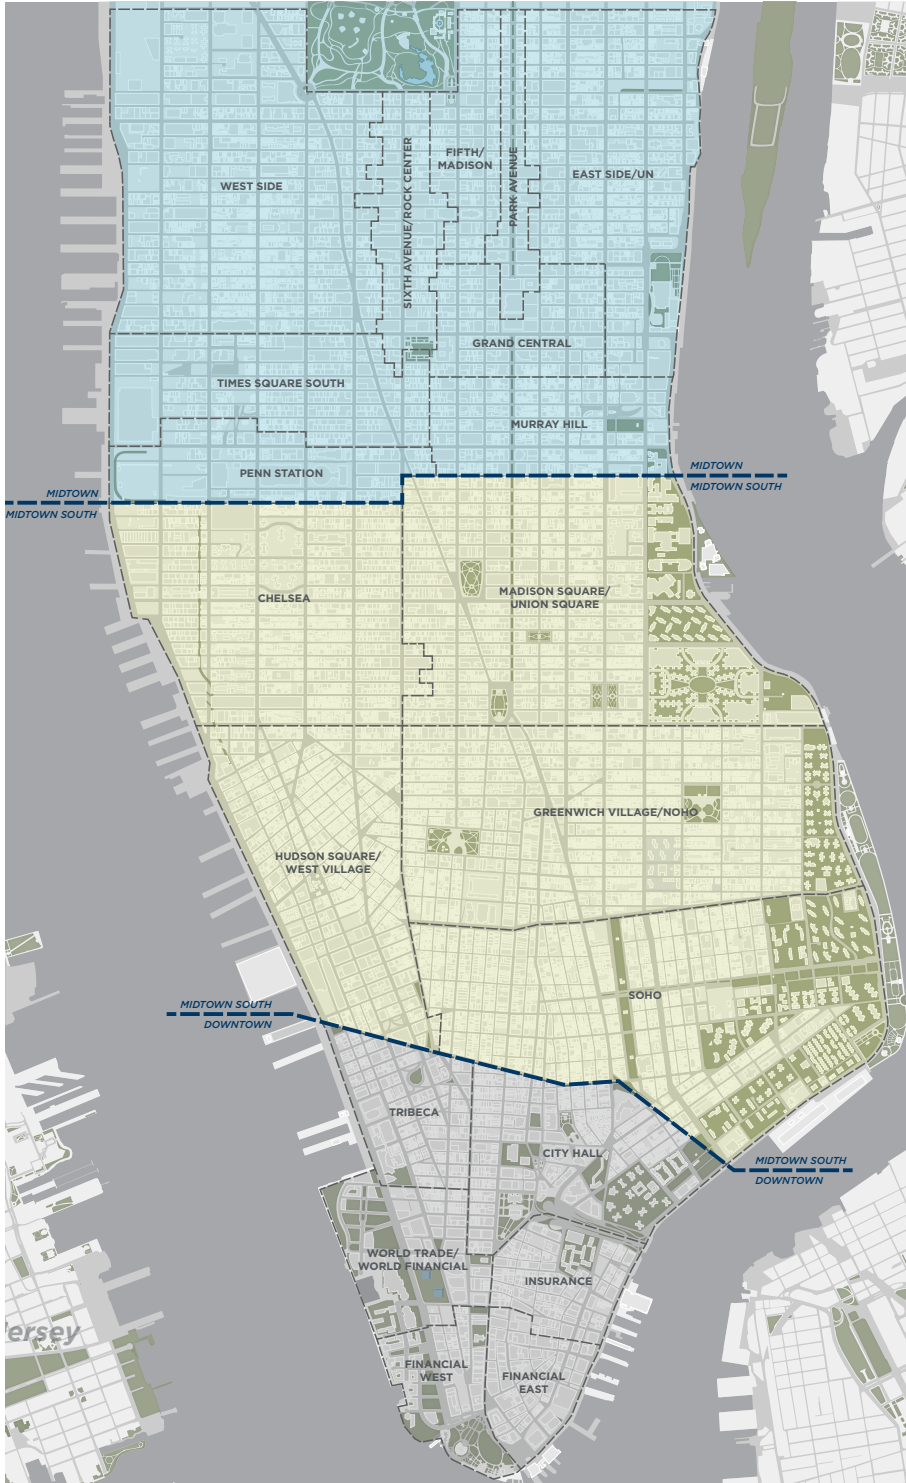 FIFTH/
MADISON
WEST SIDE
SIXTH AVENUE/ROCK CENTER
PARK AVENUE
EAST SIDE/UN
GRAND CENTRAL
TIMES SQUARE SOUTH
MURRAY HILL
PENN STATION
MIDTOWN
MIDTOWN SOUTH
MIDTOWN
MIDTOWN SOUTH
CHELSEA
MADISON SQUARE/
UNION SQUARE
GREENWICH VILLAGE/NOHO
HUDSON SQUARE/
WEST VILLAGE
SOHO
MIDTOWN SOUTH
DOWNTOWN
TRIBECA
CITY HALL
MIDTOWN SOUTH
DOWNTOWN
WORLD TRADE/
WORLD FINANCIAL
INSURANCE
ersey
FINANCIAL
WEST
FINANCIAL
EAST